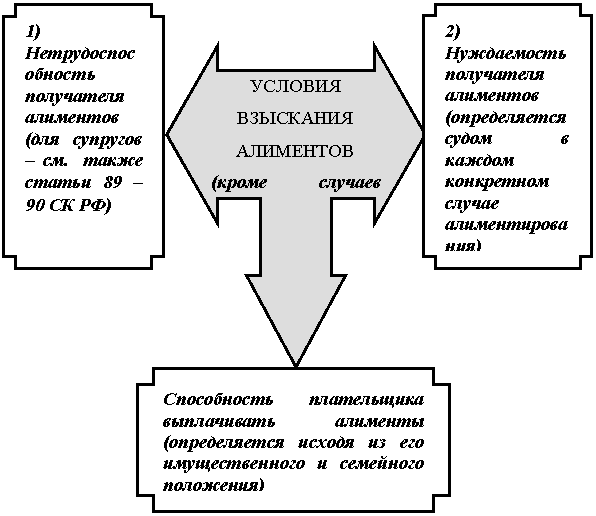 1)
Нетрудоспос
обность
получателя
алиментов
(для супругов
– см. также
статьи 89 –
90 СК РФ)
УСЛОВИЯ
ВЗЫСКАНИЯ
АЛИМЕНТОВ
(кроме случаев
2)
Нуждаемость
получателя
алиментов
(определяется
судом в
каждом
конкретном
случае
алиментирова
ния)
Способность плательщика
выплачивать алименты
(определяется исходя из его
имущественного и семейного
положения)